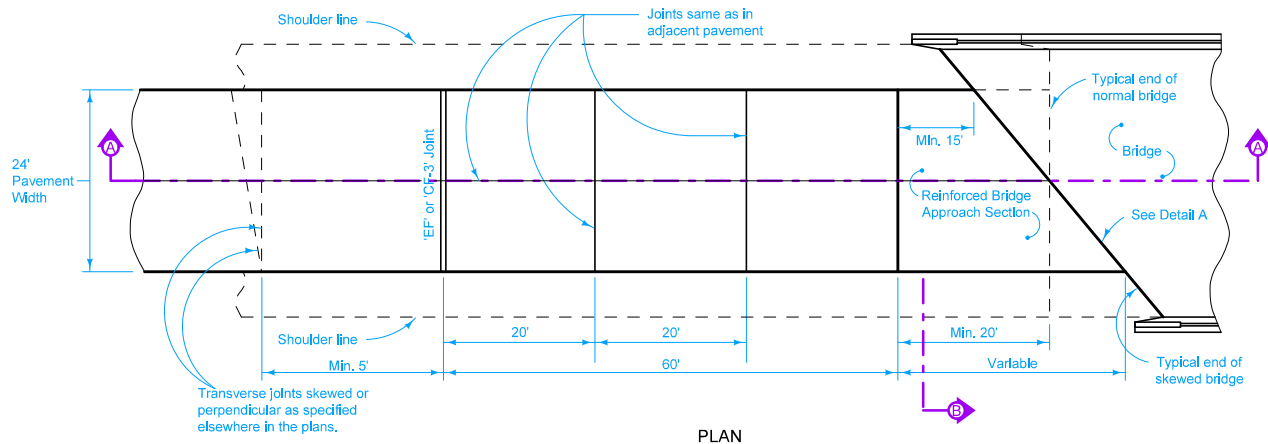 Shoulder line
Joints same as in
adjacent pavement
Typical end of
normal bridge
MIn. 15'
A
A
Bridge
24'
Pavement
Width
'EF' or 'CF-3' Joint
Reinforced Bridge
Approach Section
See Detail A
Shoulder line
20'
20'
Min. 20'
Min. 5'
60'
Variable
Typical end of
skewed bridge
Transverse joints skewed or
perpendicular as specified
elsewhere in the plans.
B
PLAN